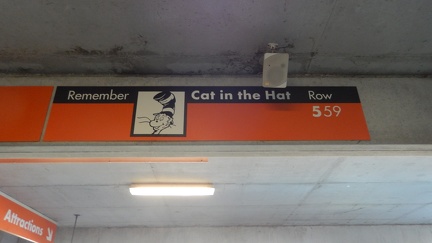 Remember Cat in the Hat Row
559
Attractions